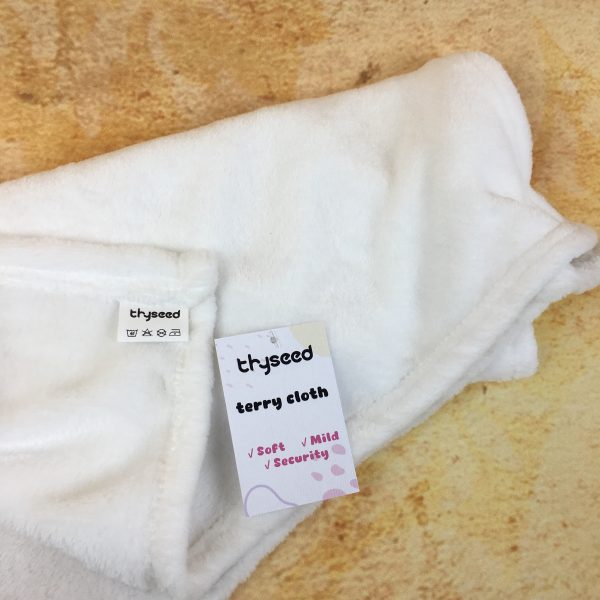 thyseed
thyseed
terry cloth
√ Soft √ Mild
√ Security